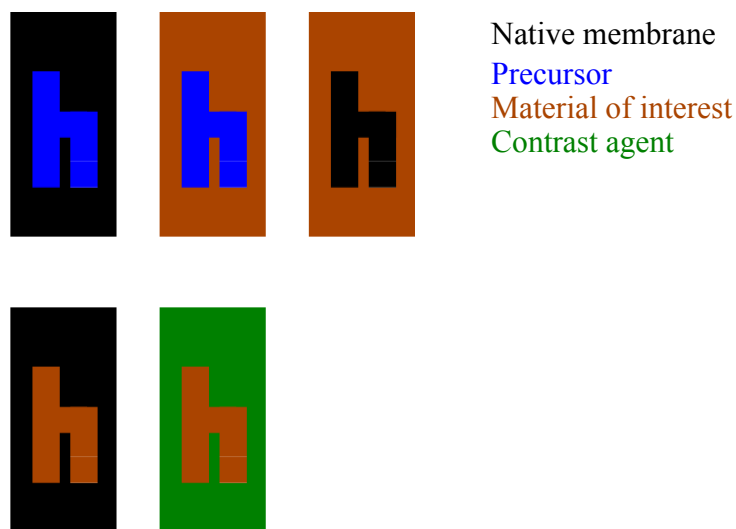 Native membrane
Precursor
Material of interest
Contrast agent